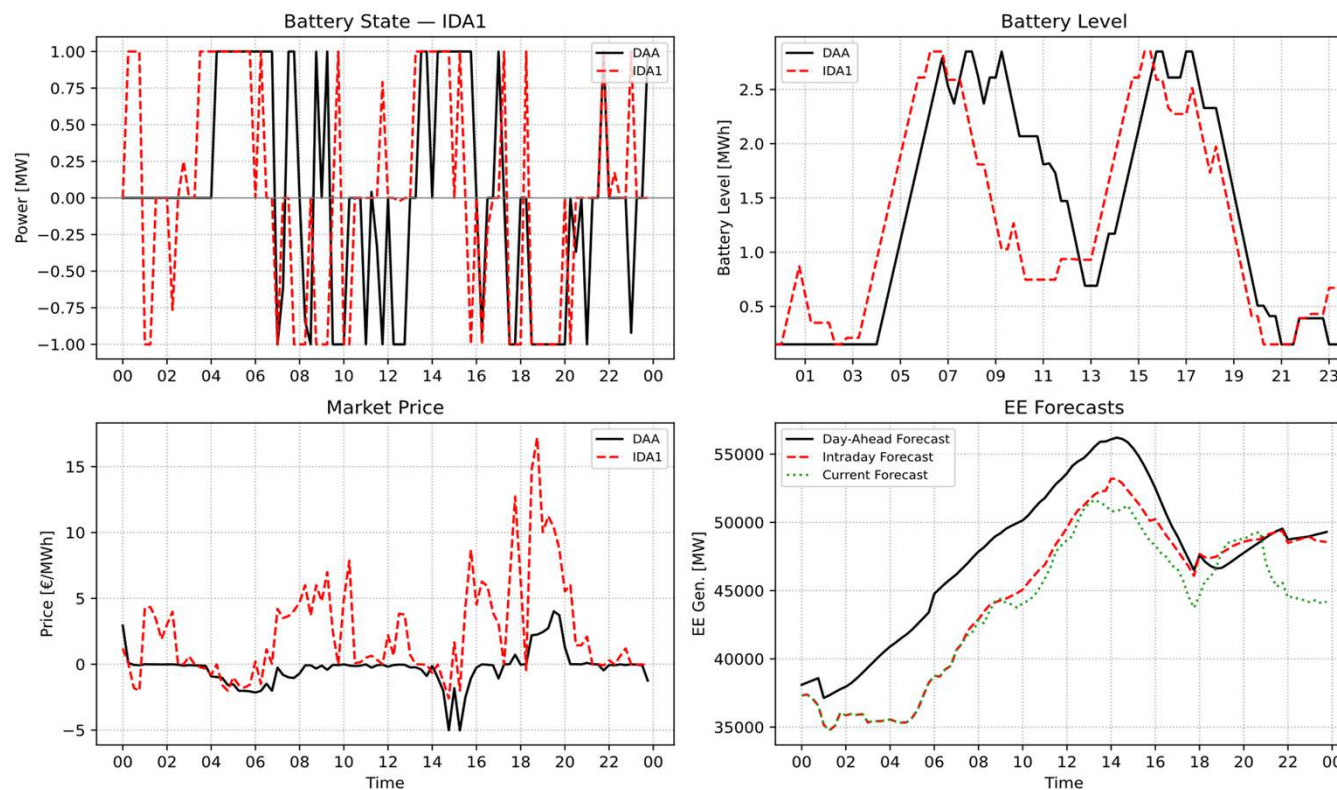 Battery State — IDA1
1.00
0.75
0.50
0.25
0.00
−0.25
−0.50
−0.75
−1.00
Power [MW]
DAA
IDA1
00 02 04 06 08 10 12 14 16 18 20 22 00
Battery Level
2.5
2.0
1.5
1.0
0.5
Battery Level [MWh]
DAA
IDA1
01 03 05 07 09 11 13 15 17 19 21 23
Market Price
15
10
5
0
−5
Price [€/MWh]
DAA
IDA1
00 02 04 06 08 10 12 14 16 18 20 22 00
Time
EE Forecasts
55000
50000
45000
40000
35000
EE Gen. [MW]
Day-Ahead Forecast
Intraday Forecast
Current Forecast
00 02 04 06 08 10 12 14 16 18 20 22 00
Time